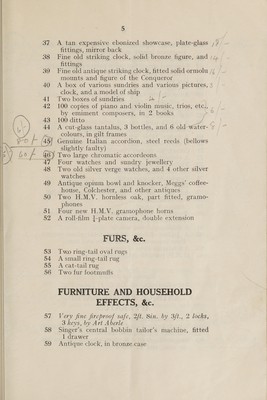 5
37 A tan expensive ebonized showcase, plate-glass
fittings, mirror back
38 Fine old striking clock, solid bronze figure, and
fittings
39 Fine old antique striking clock, fitted solid ormolu
mounts and figure of the Conqueror
40 A box of various sundries and various pictures,
clock, and a model of ship
41 Two boxes of sundries
42 100 copies of piano and violin music, trios, etc.,
by eminent composers, in 2 books
43 100 ditto
44 A cut-glass tantalus, 3 bottles, and 6 old water-
colours, in gilt frames
45 Genuine Italian accordion, steel reeds (bellows
slightly faulty)
46 Two large chromatic accordeons
47 Four watches and sundry jewellery
48 Two old silver verge watches, and 4 other silver
watches
49 Antique opium bowl and knocker, Meggs' coffee-
house, Colchester, and other antiques
50 Two H.M.V. hornless oak, part fitted, gramo-
phones
51 Four new H.M.V. gramophone horns
52 A roll-film ¼-plate camera, double extension
FURS, &c.
53 Two ring-tail oval rugs
54 A small ring-tail rug
55 A cat-tail rug
56 Two fur footmuffs
FURNITURE AND HOUSEHOLD
EFFECTS, &c.
57 Very fine fireproof safe, 2ft. 8in. by 3ft., 2 locks,
3 keys, by Art Aberle
58 Singer's central bobbin tailor's machine, fitted
1 drawer
59 Antique clock, in bronze case